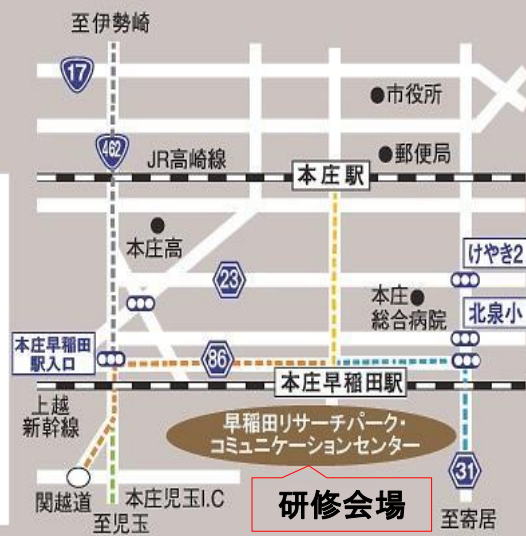 至伊勢崎
17
●市役所
462
JR高崎線
●郵便局
本庄駅
本庄高
けやき2
23
本庄●
総合病院
北泉小
本庄早稲田
駅入口
86
本庄早稲田駅
上越
新幹線
早稲田リサーチパーク・
コミュニケーションセンター
31
関越道
本庄児玉I.C
研修会場
至児玉
至寄居